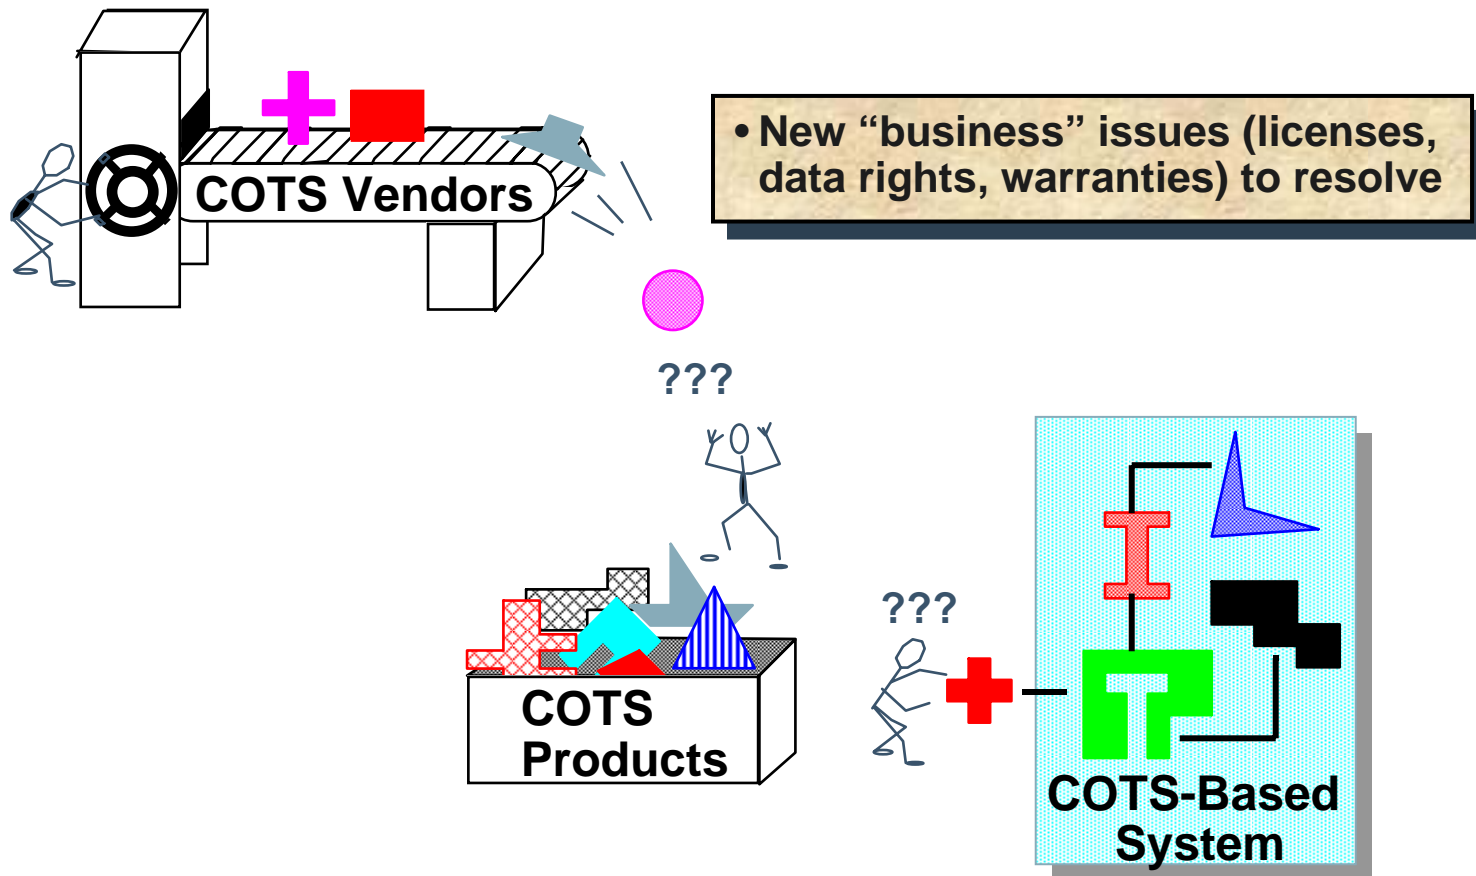 COTS Vendors
• New “business” issues (licenses,
data rights, warranties) to resolve
???
???
COTS
Products
COTS-Based
System